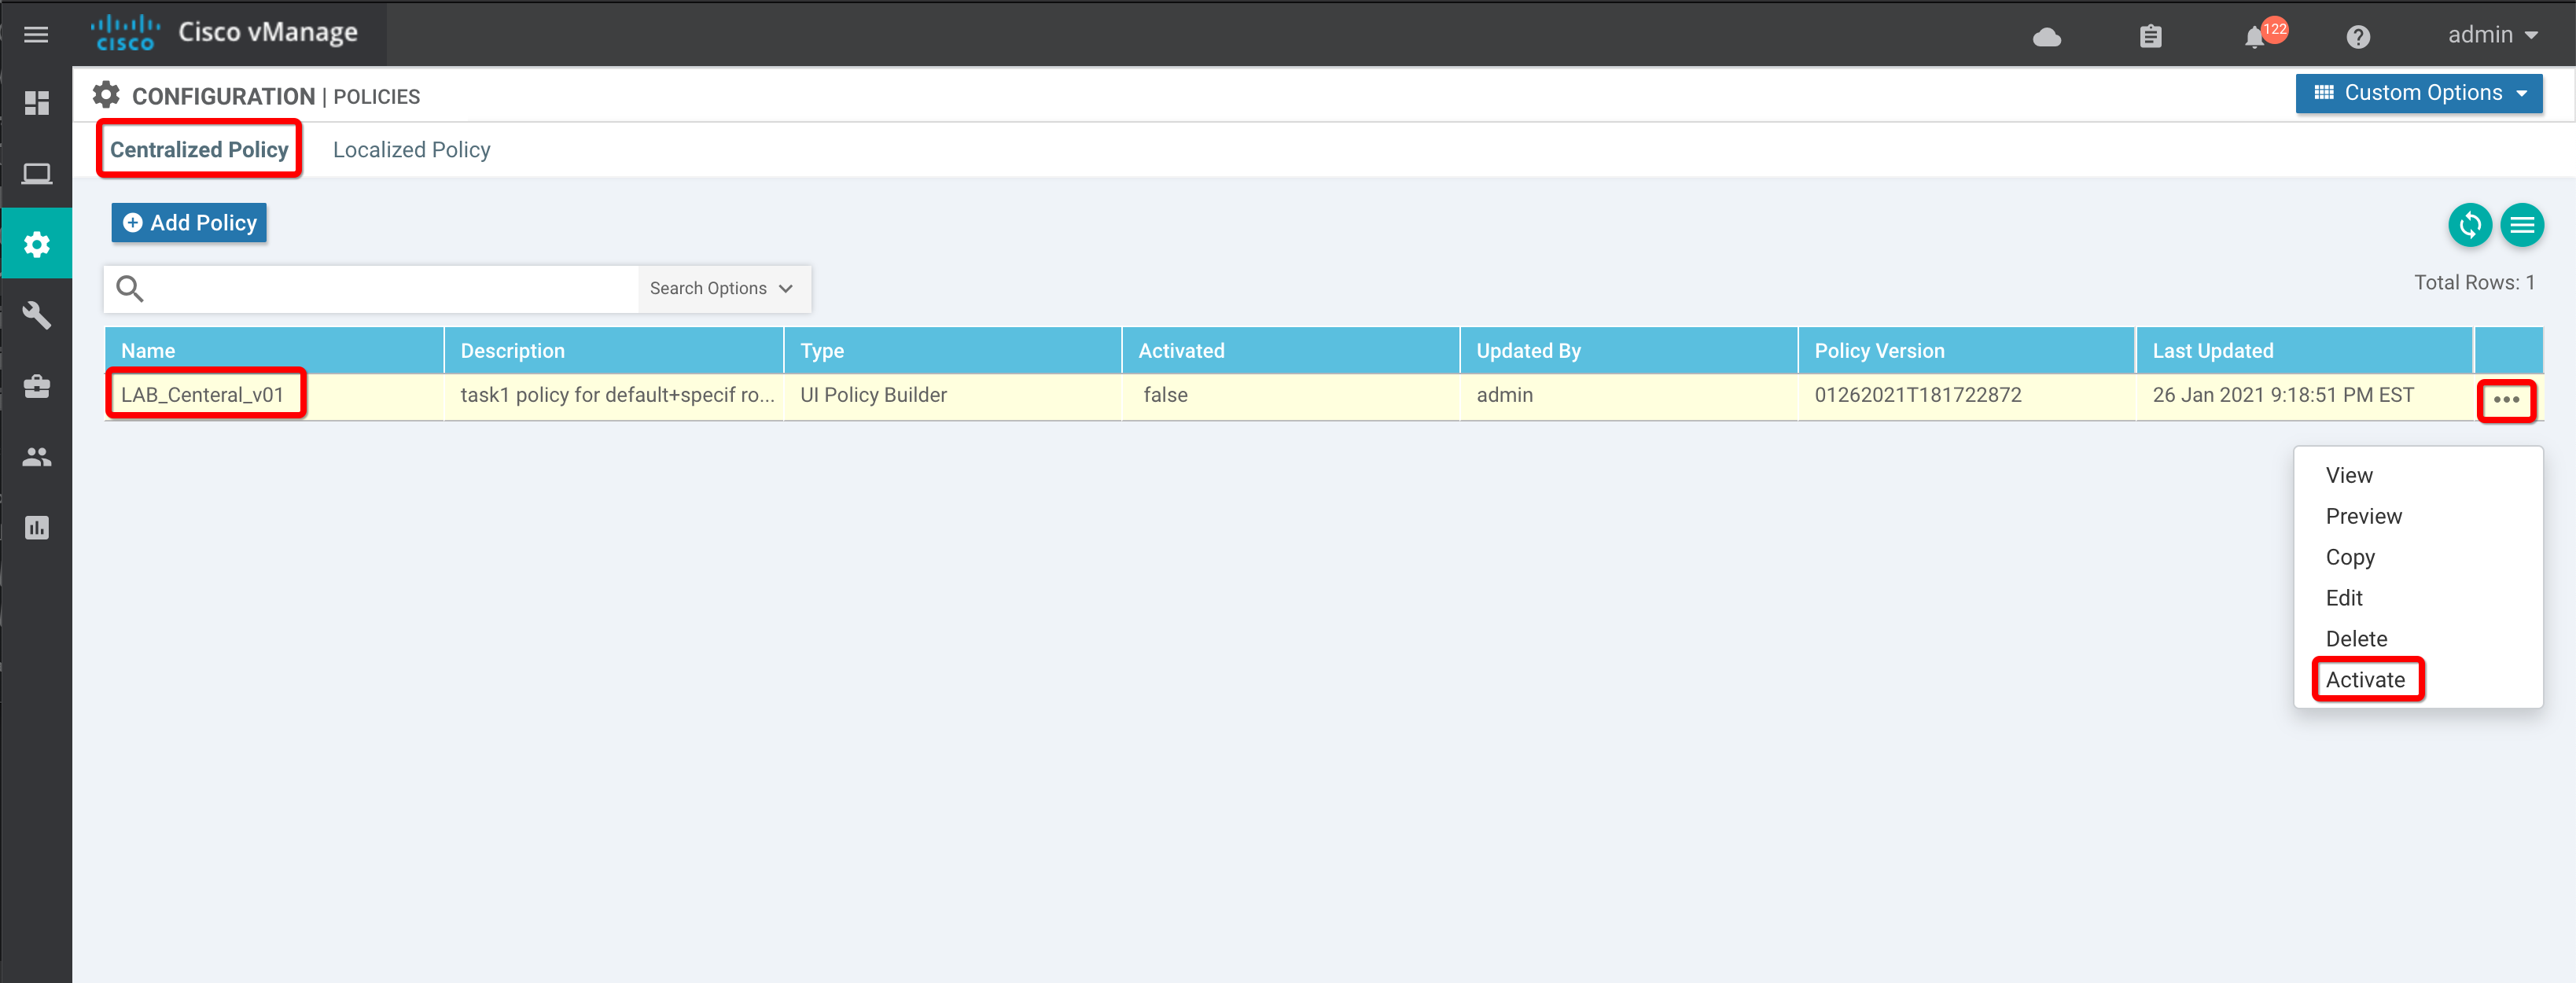 cisco Cisco vManage 122 admin
CONFIGURATION | POLICIES Custom Options
Centralized Policy Localized Policy
Add Policy
Search Options Total Rows: 1
Name Description Type Activated Updated By Policy Version Last Updated
LAB_Centeral_v01 task1 policy for default+specif ro... UI Policy Builder false admin 01262021T181722872 26 Jan 2021 9:18:51 PM EST
View
Preview
Copy
Edit
Delete
Activate